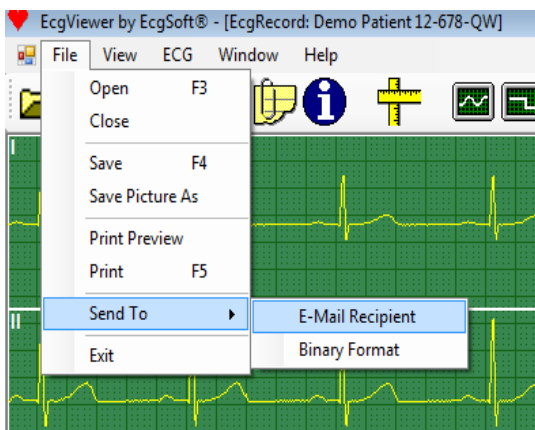 EcgViewer by EcgSoft® - [EcgRecord: Demo Patient 12-678-QW]
File View ECG Window Help
Open F3
Close
Save F4
Save Picture As
Print Preview
Print F5
Send To
Exit
E-Mail Recipient
Binary Format
I
II